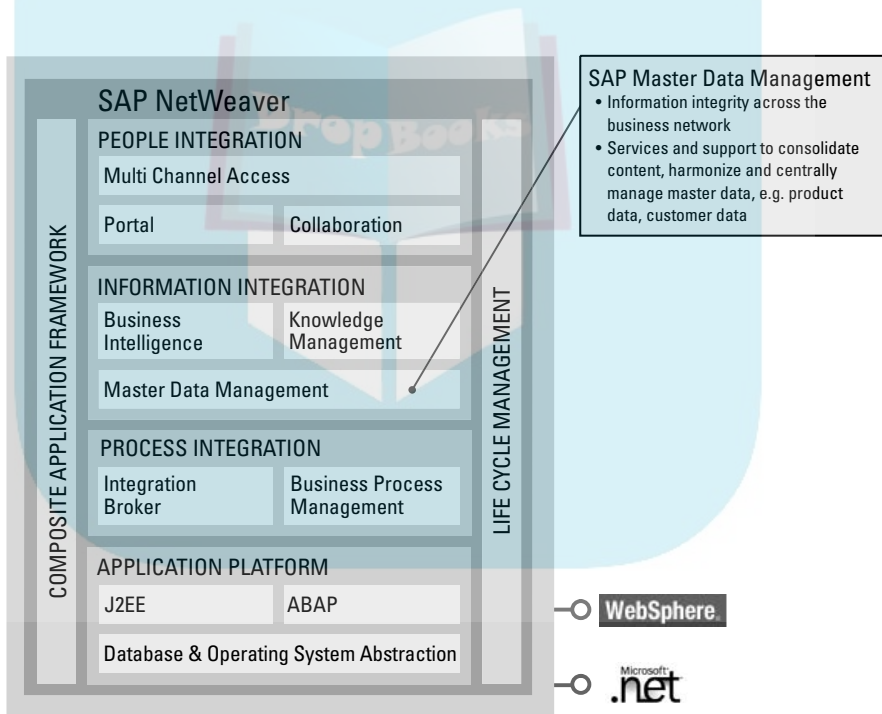 SAP NetWeaver
DropBooks
PEOPLE INTEGRATION
Multi Channel Access
Portal
Collaboration
INFORMATION INTEGRATION
Business
Intelligence
Knowledge
Management
Master Data Management
PROCESS INTEGRATION
Integration
Broker
Business Process
Management
APPLICATION PLATFORM
J2EE
ABAP
Database & Operating System Abstraction
COMPOSITE APPLICATION FRAMEWORK
LIFE CYCLE MANAGEMENT
SAP Master Data Management
• Information integrity across the
business network
• Services and support to consolidate
content, harmonize and centrally
manage master data, e.g. product
data, customer data
WebSphere.
Microsoft
.net